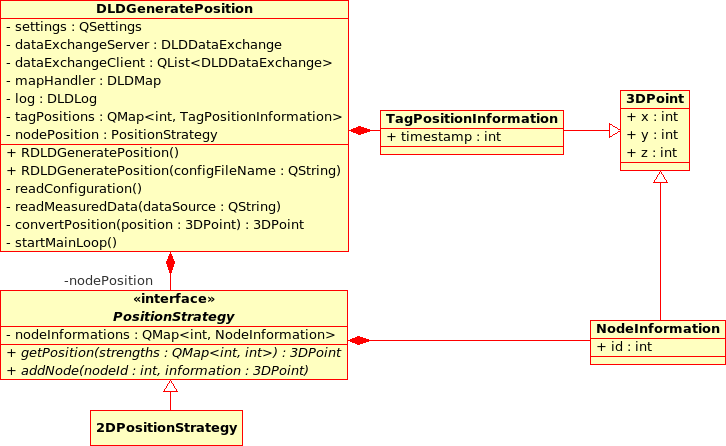 DLDGeneratePosition
- settings : QSettings
- dataExchangeServer : DLDDataExchange
- dataExchangeClient : QList<DLDDataExchange>
- mapHandler : DLDMap
- log : DLDLog
- tagPositions : QMap<int, TagPositionInformation>
- nodePosition : PositionStrategy
+ RDLDGeneratePosition()
+ RDLDGeneratePosition(configFileName : QString)
- readConfiguration()
- readMeasuredData(dataSource : QString)
- convertPosition(position : 3DPoint) : 3DPoint
- startMainLoop()
TagPositionInformation
+ timestamp : int
3DPoint
+ x : int
+ y : int
+ z : int
-nodePosition
«interface»
PositionStrategy
- nodeInformations : QMap<int, NodeInformation>
+ getPosition(strengths : QMap<int, int>) : 3DPoint
+ addNode(nodeId : int, information : 3DPoint)
NodeInformation
+ id : int
2DPositionStrategy